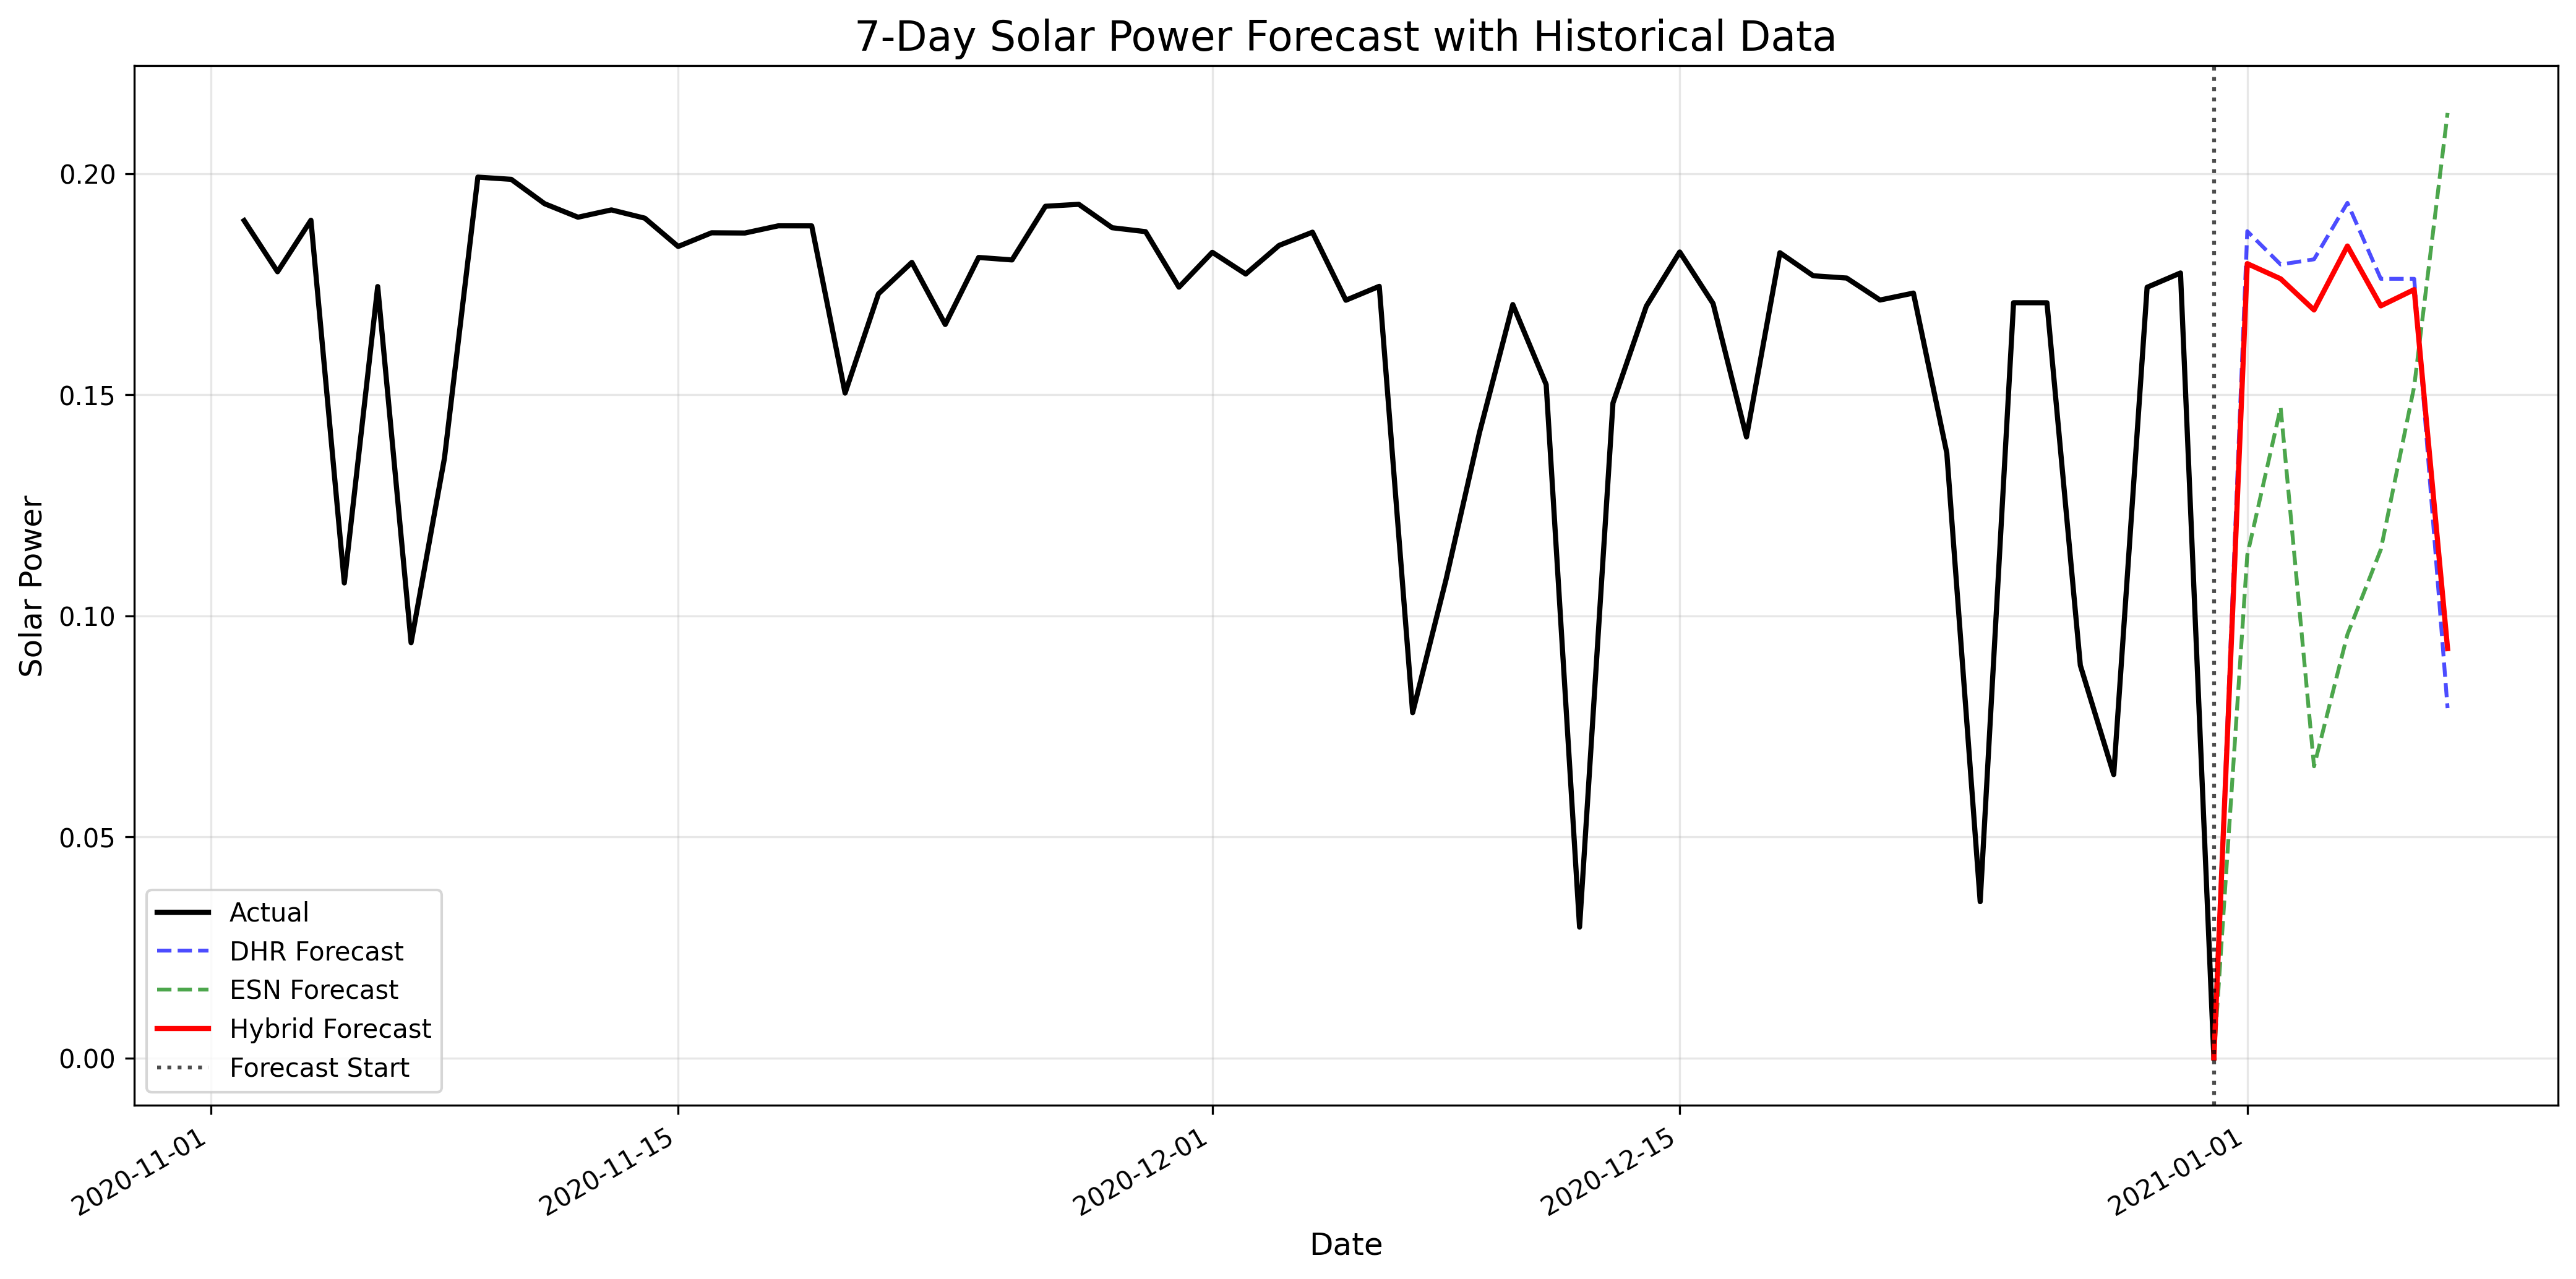 7-Day Solar Power Forecast with Historical Data
Solar Power
0.20
0.15
0.10
0.05
0.00
Actual
DHR Forecast
ESN Forecast
Hybrid Forecast
Forecast Start
2020-11-01
2020-11-15
2020-12-01
2020-12-15
2021-01-01
Date